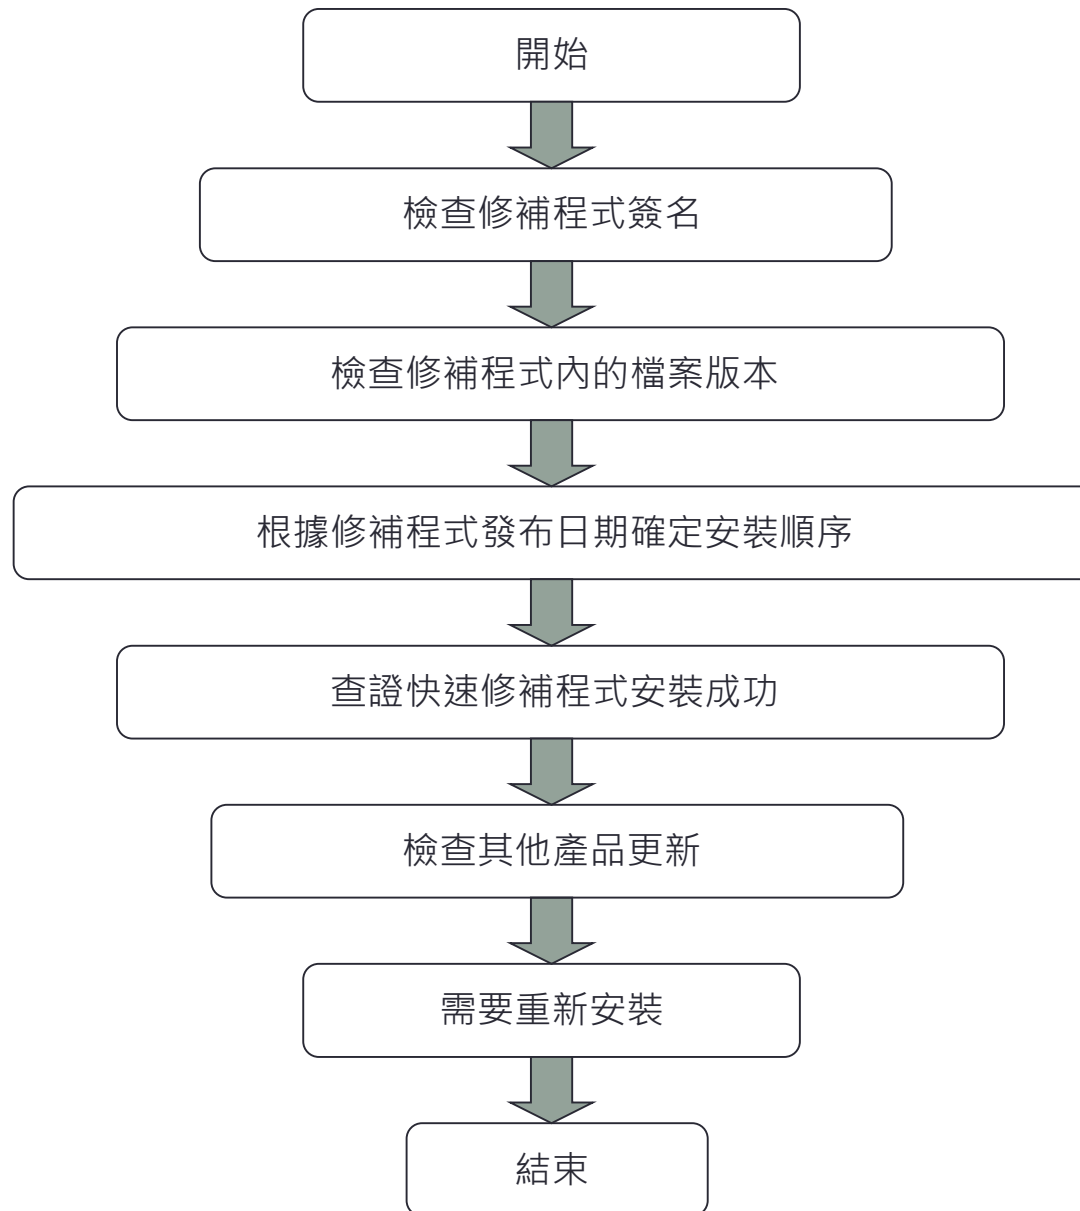 開始
檢查修補程式簽名
檢查修補程式內的檔案版本
根據修補程式發布日期確定安裝順序
查證快速修補程式安裝成功
檢查其他產品更新
需要重新安裝
結束